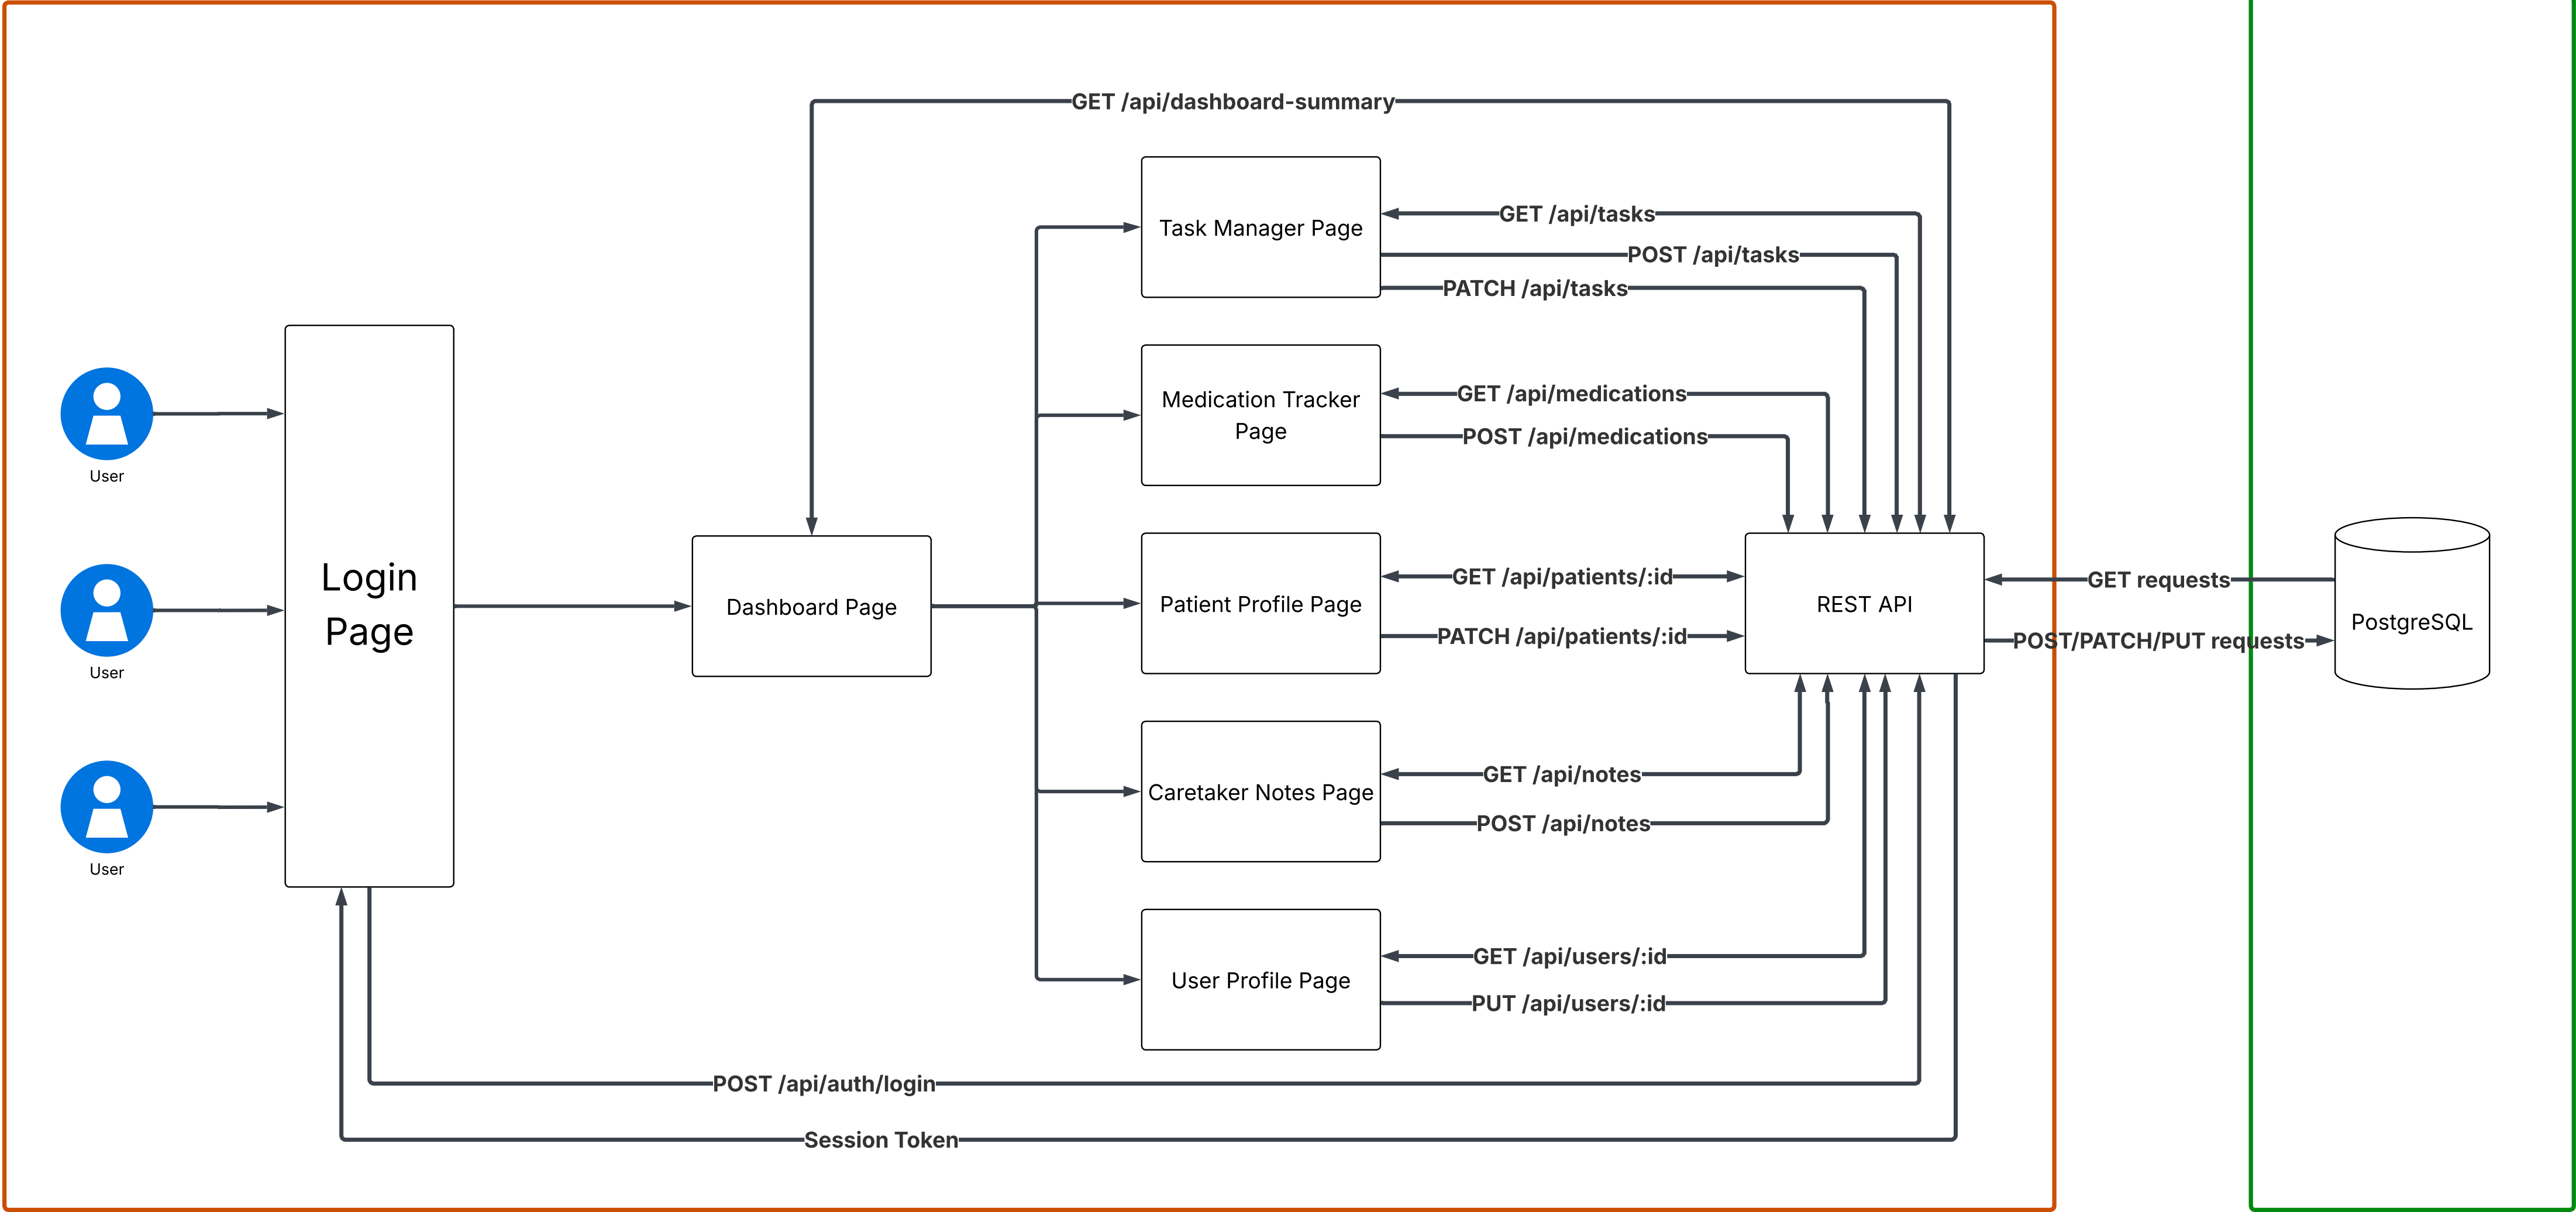 GET /api/dashboard-summary
Task Manager Page
GET /api/tasks
POST /api/tasks
PATCH /api/tasks
User
Login
Page
Medication Tracker
Page
GET /api/medications
POST /api/medications
User
Dashboard Page
Patient Profile Page
GET /api/patients/:id
PATCH /api/patients/:id
REST API
GET requests
POST/PATCH/PUT requests
PostgreSQL
User
Caretaker Notes Page
GET /api/notes
POST /api/notes
User Profile Page
GET /api/users/:id
PUT /api/users/:id
POST /api/auth/login
Session Token